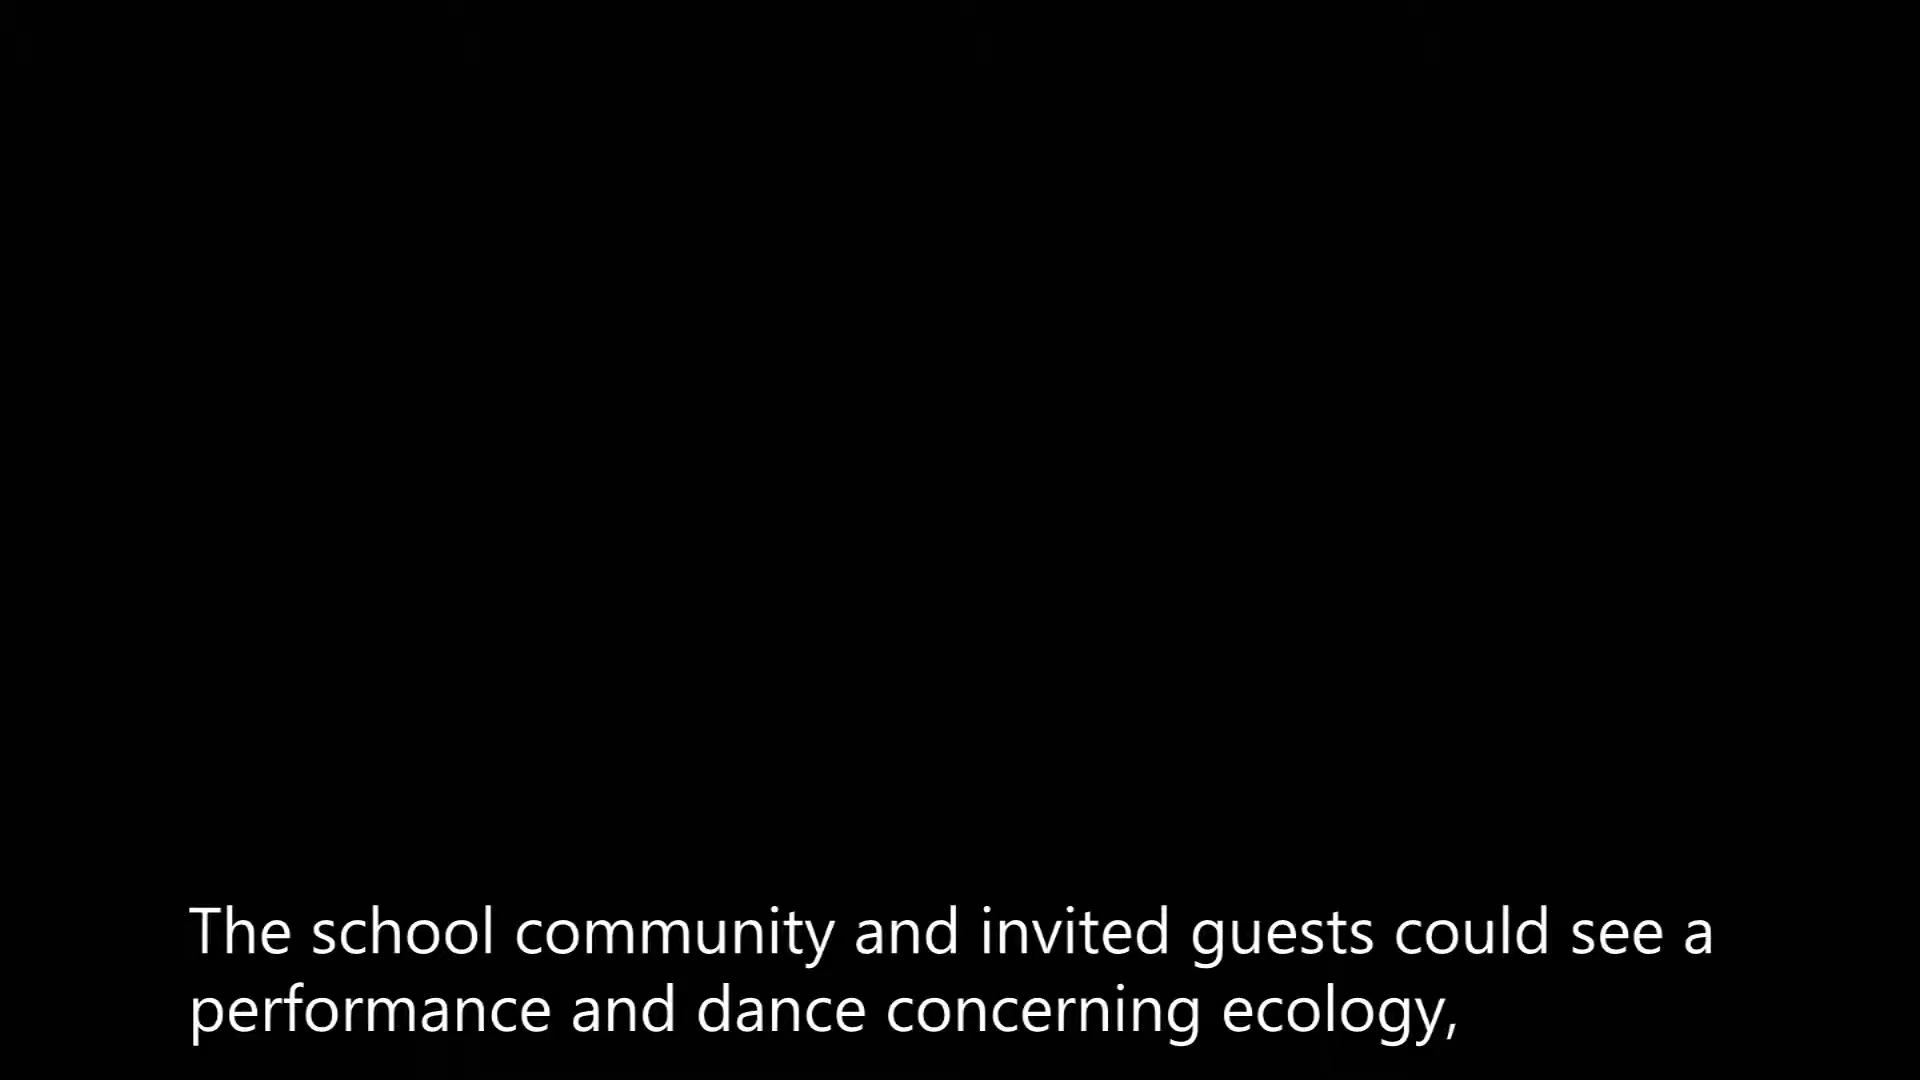 The school community and invited guests could see a
performance and dance concerning ecology,